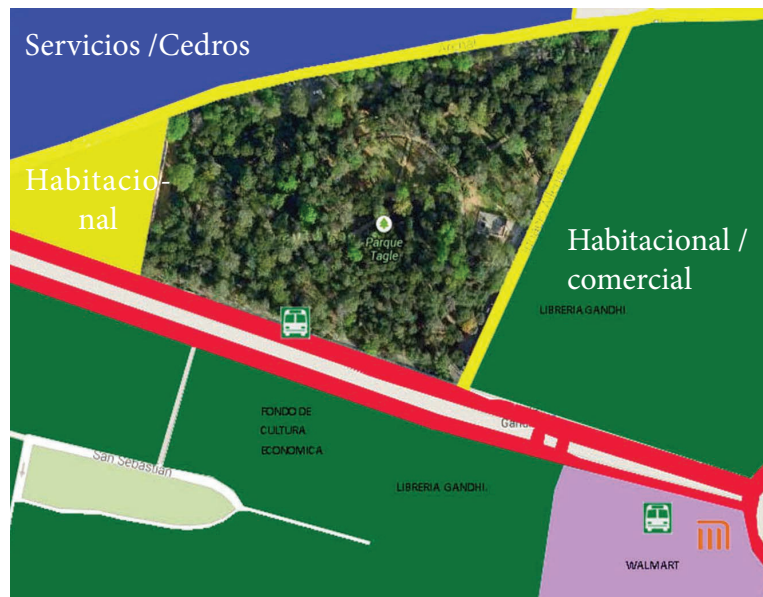 Servicios /Cedros
Arenal
Habitacio-
nal
Parque
Tagle
Habitacional /
comercial
LIBRERIA GANDHI
FONDO DE
CULTURA
ECONOMICA
San Sebastián
LIBRERIA GANDHI.
WALMART